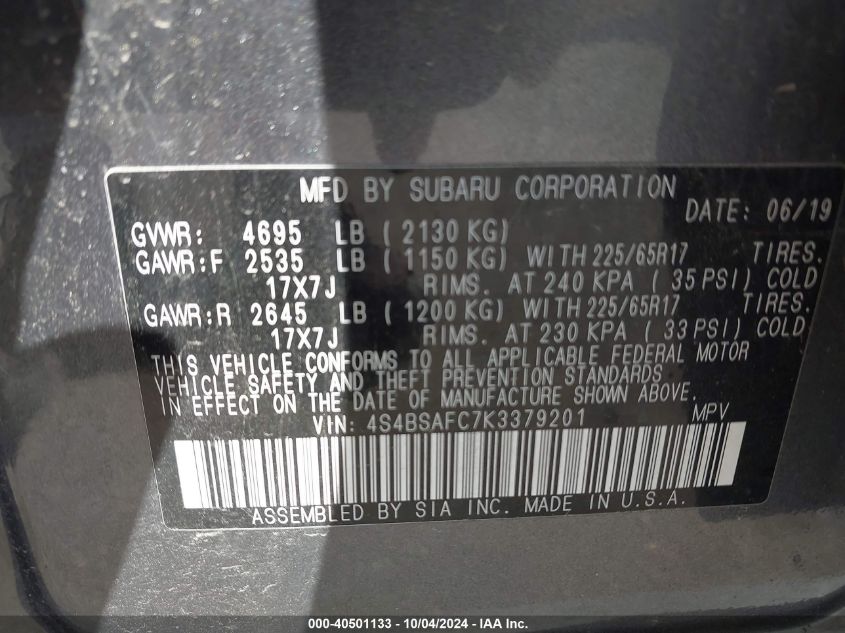 MFD BY SUBARU CORPORATION
DATE: 06/19
GVWR: 4695 LB ( 2130 KG)
GAWR:F 2535 LB ( 1150 KG) WITH 225/65R17 TIRES.
17X7J RIMS. AT 240 KPA ( 35 PSI) COLD
GAWR:R 2645 LB ( 1200 KG) WITH 225/65R17 TIRES.
17X7J RIMS. AT 230 KPA ( 33 PSI) COLD
THIS VEHICLE CONFORMS TO ALL APPLICABLE FEDERAL MOTOR
VEHICLE SAFETY AND THEFT PREVENTION STANDARDS
IN EFFECT ON THE DATE OF MANUFACTURE SHOWN ABOVE.
VIN: 4S4BSAFC7K3379201 MPV
ASSEMBLED BY SIA INC. MADE IN U.S.A.
000-40501133 - 10/04/2024 - IAA Inc.